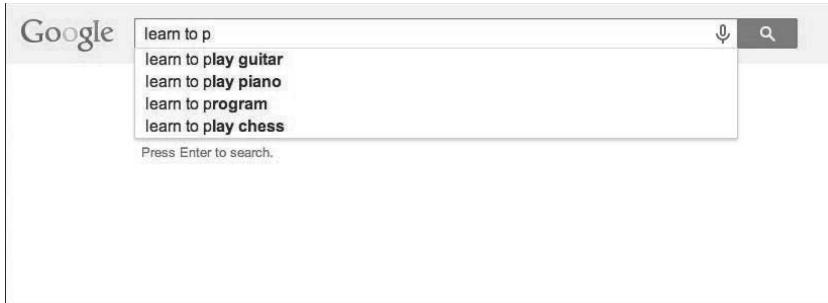 Google learn to p
learn to play guitar
learn to play piano
learn to program
learn to play chess
Press Enter to search.